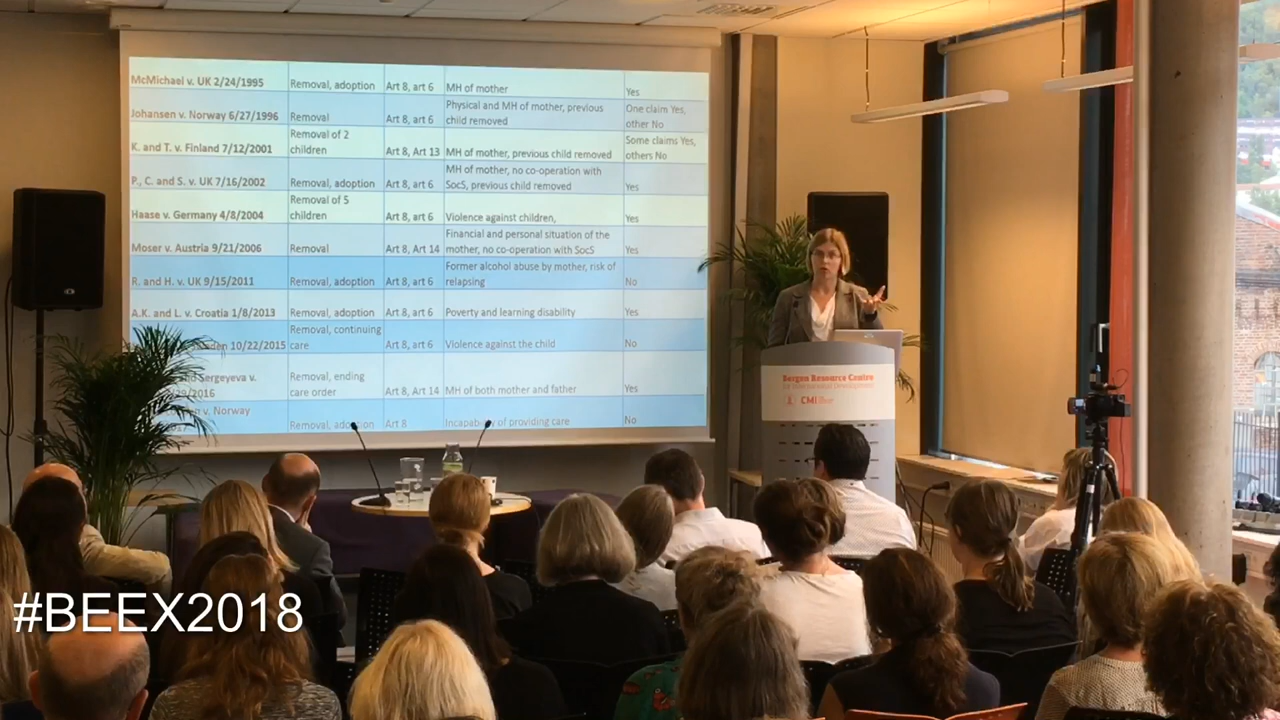 McMichael v. UK 2/24/1995 Removal, adoption Art 8, art 6 MH of mother Yes
Johansen v. Norway 6/27/1996 Removal Art 8, art 6 Physical and MH of mother, previous child removed One claim Yes, other No
K. and T. v. Finland 7/12/2001 Removal of 2 children Art 8, Art 13 MH of mother, previous child removed Some claims Yes, others No
P., C. and S. v. UK 7/16/2002 Removal, adoption Art 8, art 6 MH of mother, no co-operation with SocS, previous child removed Yes
Haase v. Germany 4/8/2004 Removal of 5 children Art 8, art 6 Violence against children, Yes
Moser v. Austria 9/21/2006 Removal Art 8, Art 14 Financial and personal situation of the mother, no co-operation with SocS Yes
R. and H. v. UK 9/15/2011 Removal, adoption Art 8, art 6 Former alcohol abuse by mother, risk of relapsing No
A.K. and L. v. Croatia 1/8/2013 Removal, adoption Art 8, art 6 Poverty and learning disability Yes
10/22/2015 Removal, continuing care Art 8, art 6 Violence against the child No
Sergeyeva v. 2016 Removal, ending care order Art 8, Art 14 MH of both mother and father Yes
v. Norway Removal, adoption Art 8 Incapability of providing care No
Bergen Resource Centre
for International Development
CMI
#BEEX2018